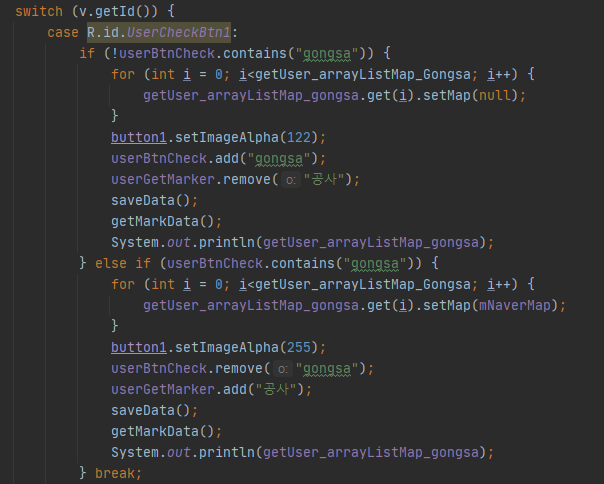 switch (v.getId()) {
case R.id.UserCheckBtn1:
if (!userBtnCheck.contains("gongsa")) {
for (int i = 0; i<getUser_arrayListMap_Gongsa; i++) {
getUser_arrayListMap_gongsa.get(i).setMap(null);
}
button1.setImageAlpha(122);
userBtnCheck.add("gongsa");
userGetMarker.remove( o: "공사");
saveData();
getMarkData();
System.out.println(getUser_arrayListMap_gongsa);
} else if (userBtnCheck.contains("gongsa")) {
for (int i = 0; i<getUser_arrayListMap_Gongsa; i++) {
getUser_arrayListMap_gongsa.get(i).setMap(mNaverMap);
}
button1.setImageAlpha(255);
userBtnCheck.remove( o: "gongsa");
userGetMarker.add("공사");
saveData();
getMarkData();
System.out.println(getUser_arrayListMap_gongsa);
} break;